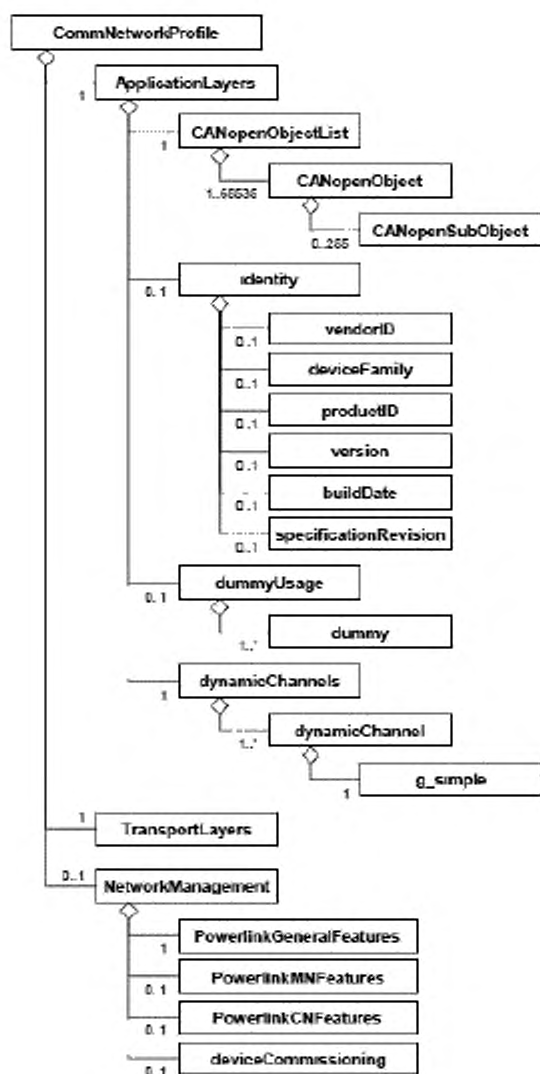 CommNetworkProfile
ApplicationLayers
1
CANopenObjectList
1
CANopenObject
1..65535
CANopenSubObject
0..255
identity
0..1
vendorID
0..1
deviceFamily
0..1
productID
0..1
version
0..1
buildDate
0..1
specificationRevision
0..1
dummyUsage
0..1
dummy
1..*
dynamicChannels
1
dynamicChannel
1..*
g_simple
1
1
TransportLayers
0..1
NetworkManagement
PowerlinkGeneralFeatures
1
PowerlinkMNFeatures
0..1
PowerlinkCNFeatures
0..1
deviceCommissioning
0..1